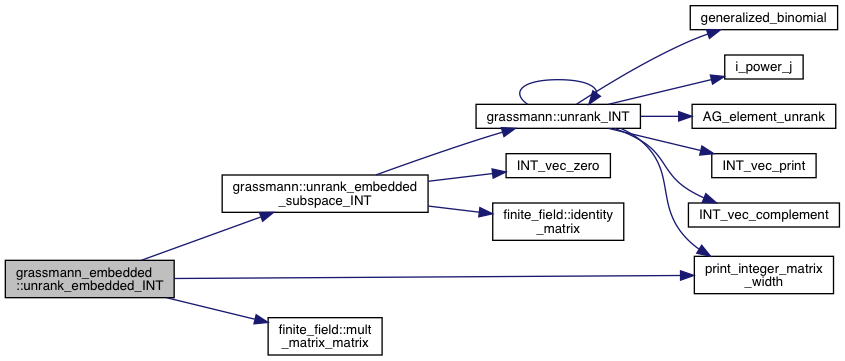 grassmann_embedded
::unrank_embedded_INT
grassmann::unrank_embedded
_subspace_INT
finite_field::mult
_matrix_matrix
grassmann::unrank_INT
INT_vec_zero
finite_field::identity
_matrix
generalized_binomial
i_power_j
AG_element_unrank
INT_vec_print
INT_vec_complement
print_integer_matrix
_width